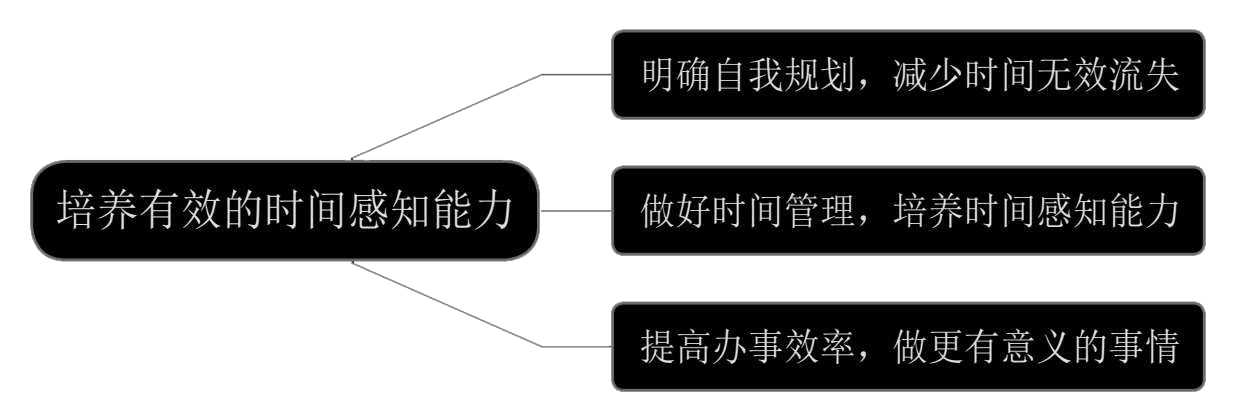 培养有效的时间感知能力
明确自我规划，减少时间无效流失
做好时间管理，培养时间感知能力
提高办事效率，做更有意义的事情